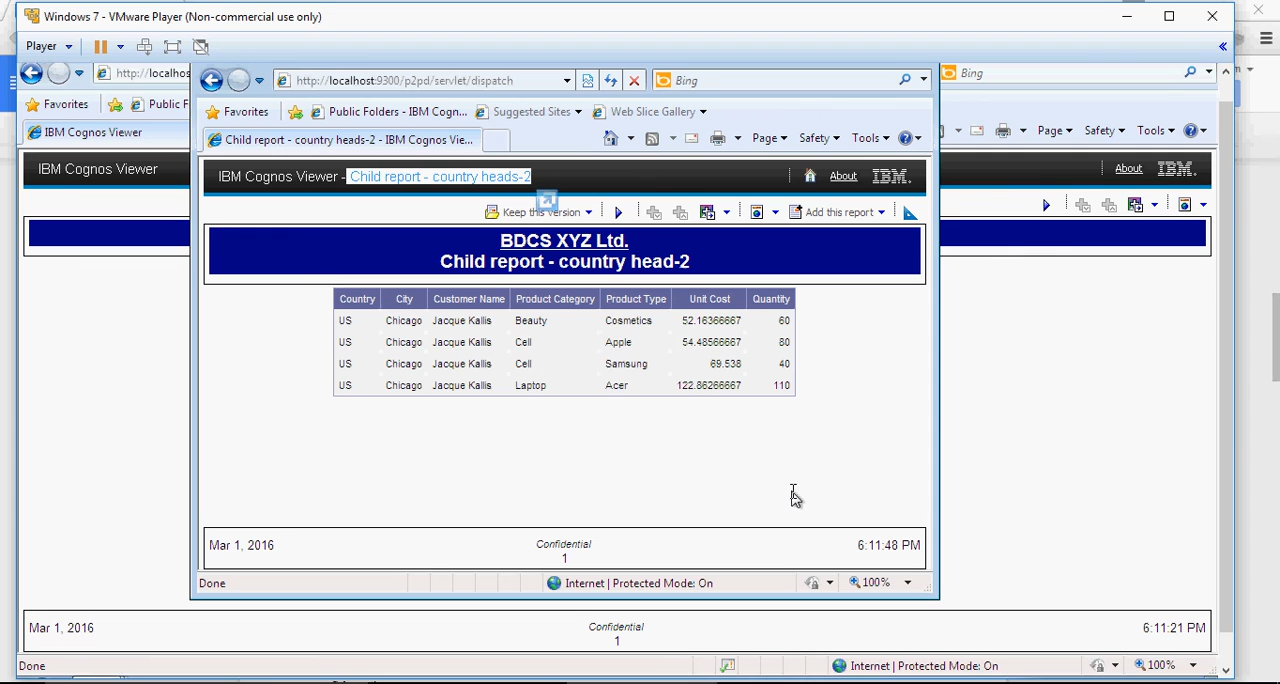 Windows 7 - VMware Player (Non-commercial use only)
Player
http://localhos
Bing
Favorites
Public F
IBM Cognos Viewer
Page
Safety
Tools
IBM Cognos Viewer
About
IBM.
http://localhost:9300/p2pd/servlet/dispatch
Bing
Favorites
Public Folders - IBM Cogn...
Suggested Sites
Web Slice Gallery
Child report - country heads-2 - IBM Cognos Vie...
Page
Safety
Tools
IBM Cognos Viewer - Child report - country heads-2
About
IBM.
Keep this version
Add this report
BDCS XYZ Ltd.
Child report - country head-2
Country City Customer Name Product Category Product Type Unit Cost Quantity
US Chicago Jacque Kallis Beauty Cosmetics 52.16366667 60
US Chicago Jacque Kallis Cell Apple 54.48566667 80
US Chicago Jacque Kallis Cell Samsung 69.538 40
US Chicago Jacque Kallis Laptop Acer 122.86266667 110
Mar 1, 2016
Confidential
1
6:11:48 PM
Done
Internet | Protected Mode: On
100%
Mar 1, 2016
Confidential
1
6:11:21 PM
Done
Internet | Protected Mode: On
100%